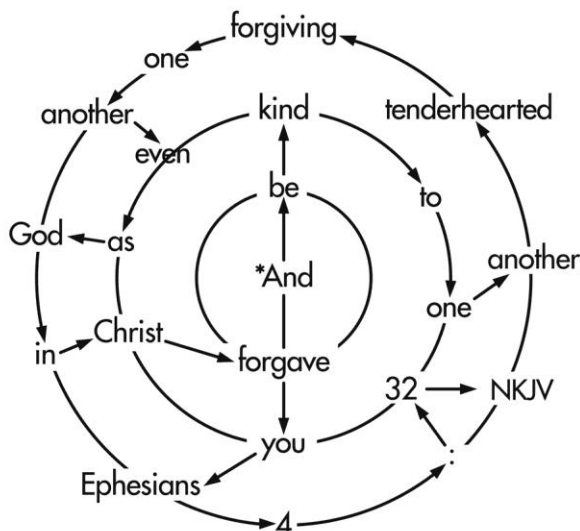 *And
be
kind
to
one
another
tenderhearted
forgiving
one
another
even
as
God
in
Christ
forgave
you
Ephesians
4
:
32
NKJV